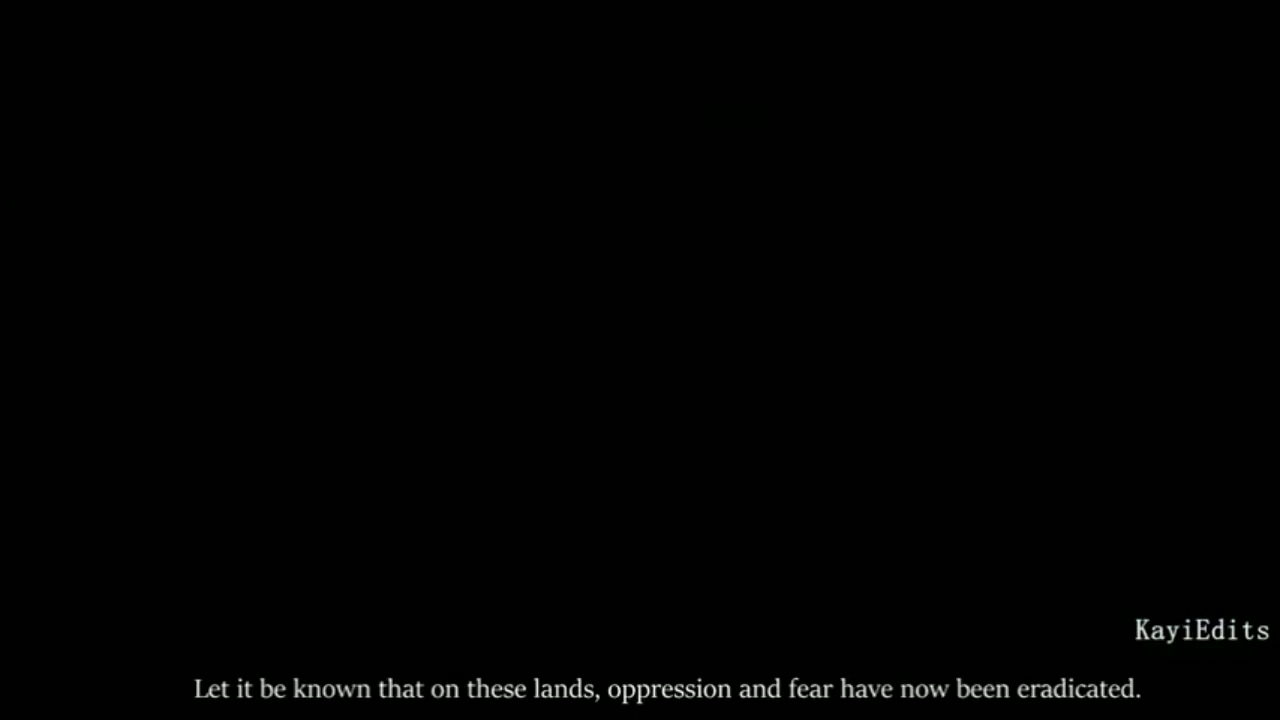 KayiEdits
Let it be known that on these lands, oppression and fear have now been eradicated.